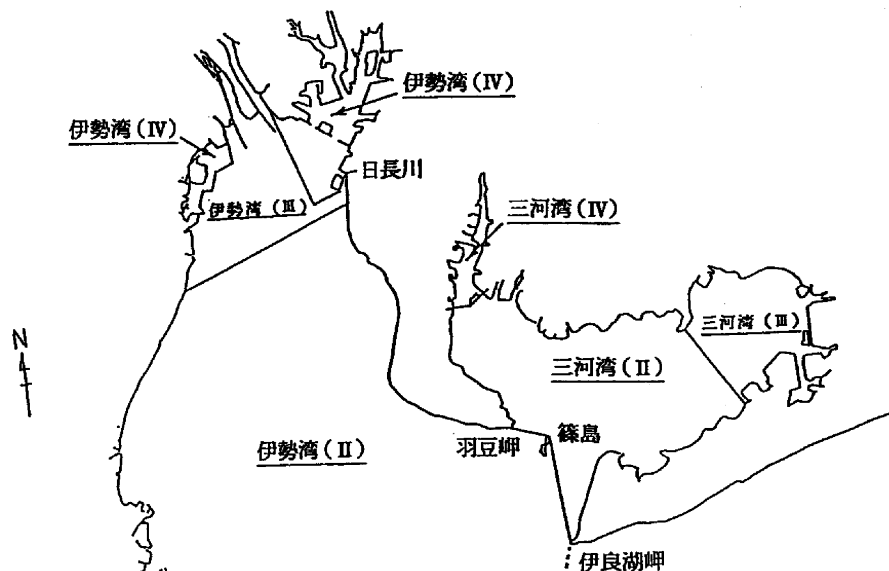 伊勢湾(Ⅳ)
伊勢湾(Ⅳ)
日長川
伊勢湾(Ⅲ)
三河湾(Ⅳ)
三河湾(Ⅲ)
三河湾(Ⅱ)
N
伊勢湾(Ⅱ)
羽豆岬
篠島
伊良湖岬